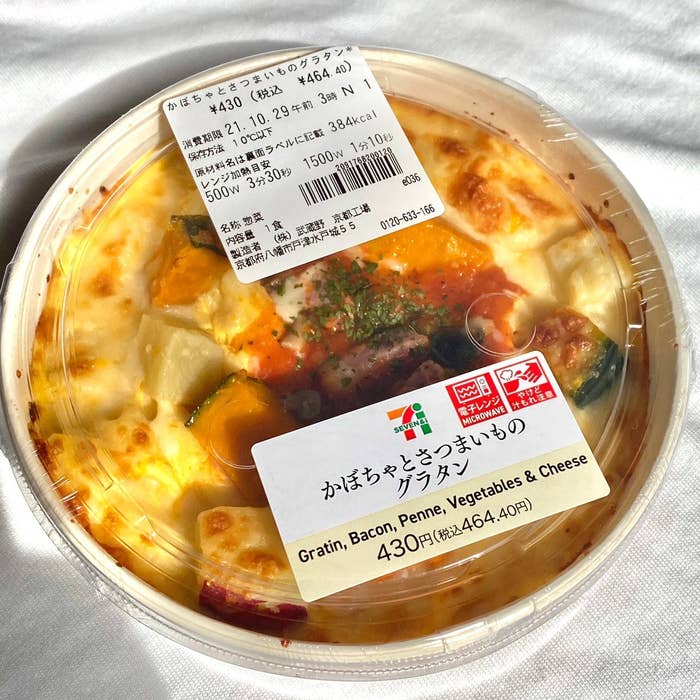 かぼちゃとさつまいものグラタン*
¥430 (税込 ¥464.40)
消費期限 21.10.29午前 3時 N 1
保存方法 10℃以下
原材料名は裏面ラベルに記載 384kcal
レンジ加熱目安
500W 3分30秒 1500W 1分10秒
e036
名称 惣菜
内容量 1食
製造者 (株) 武蔵野 京都工場
京都府八幡市戸津水戸城55 0120-633-166
SEVEN&i
電子レンジ
MICROWAVE
やけど
汁もれ注意
かぼちゃとさつまいもの
グラタン
Gratin, Bacon, Penne, Vegetables & Cheese
430円(税込464.40円)